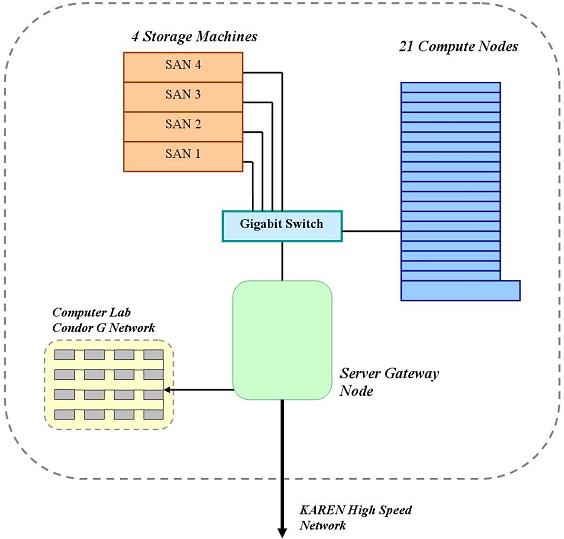 4 Storage Machines
21 Compute Nodes
SAN 4
SAN 3
SAN 2
SAN 1
Gigabit Switch
Computer Lab
Condor G Network
Server Gateway
Node
KAREN High Speed
Network